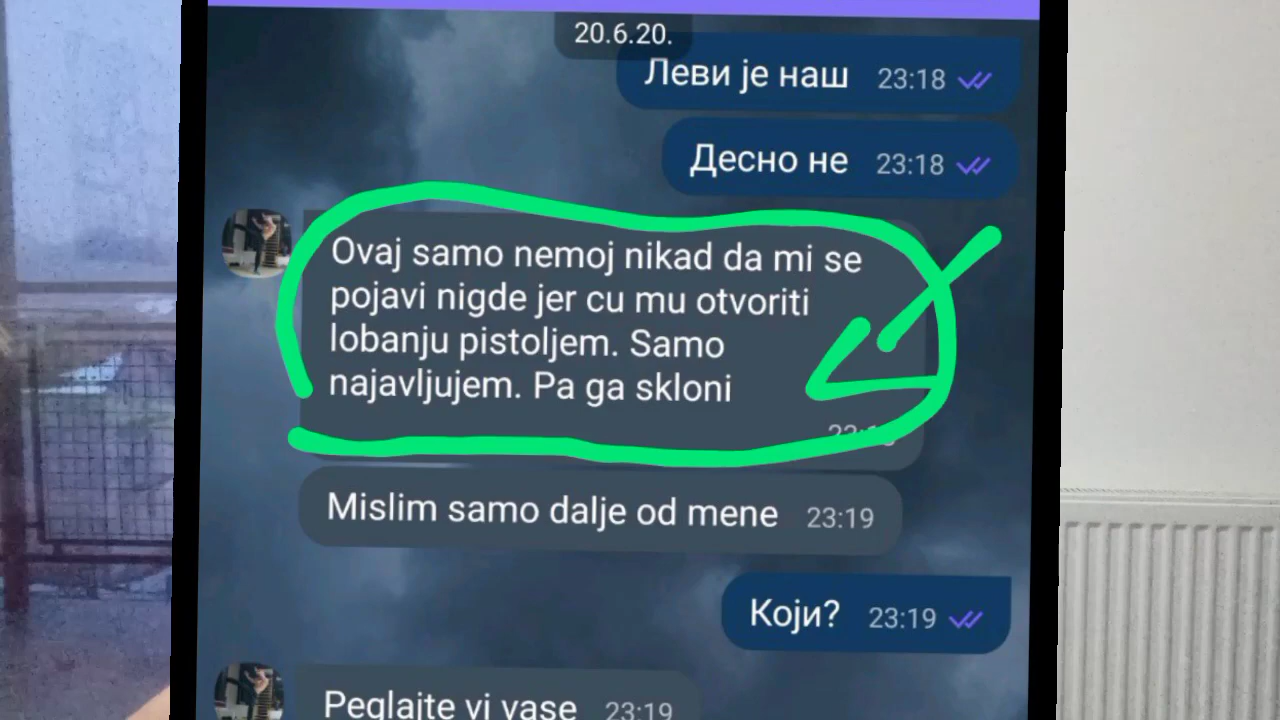 20.6.20.
Леви је наш 23:18
Десно не 23:18
Ovaj samo nemoj nikad da mi se
pojavi nigde jer cu mu otvoriti
lobanju pistoljem. Samo
najavljujem. Pa ga skloni
Mislim samo dalje od mene 23:19
Који? 23:19
Peglajte vi vase 23:19